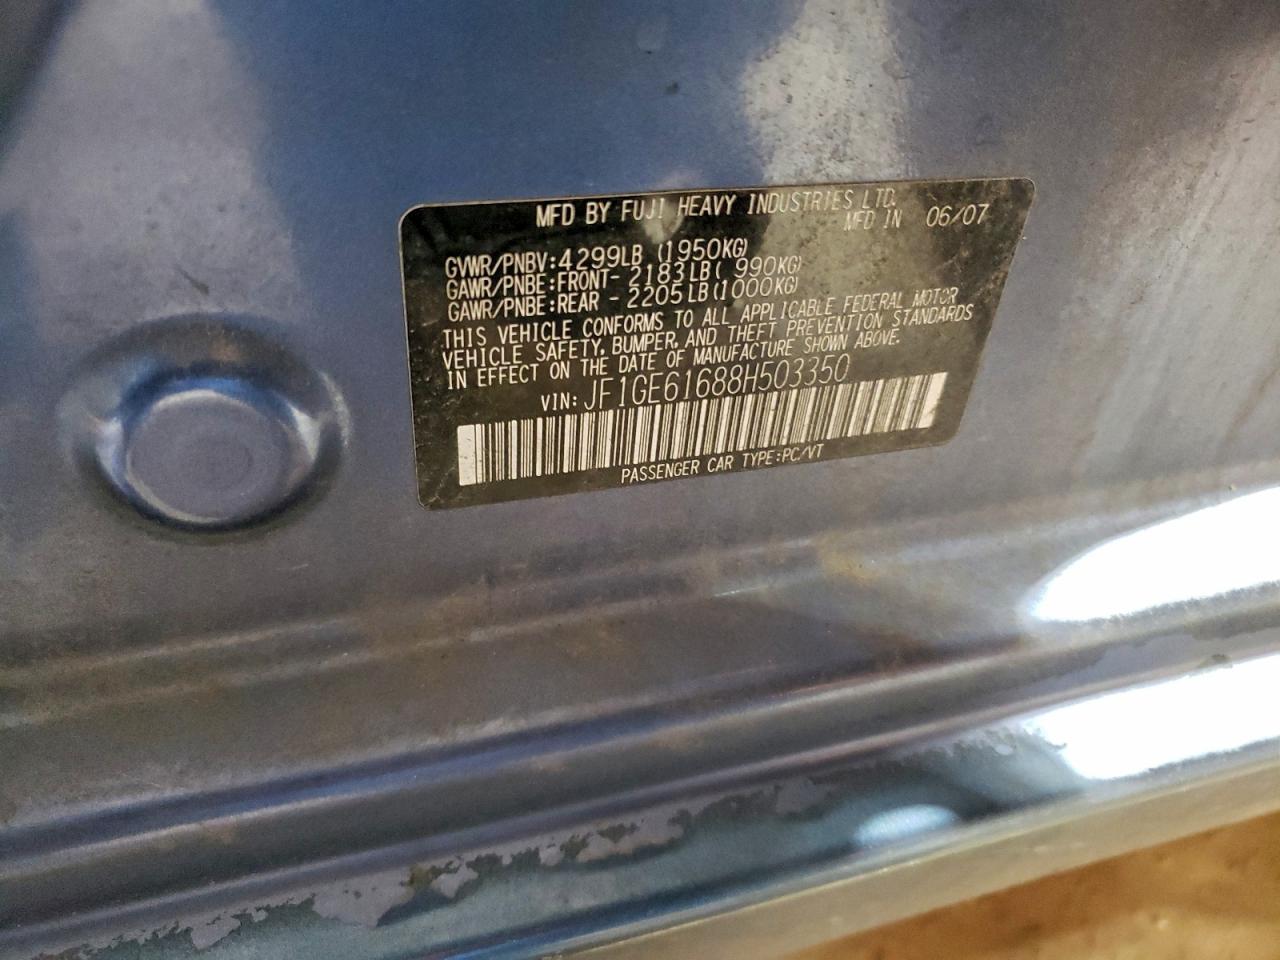 MFD BY FUJI HEAVY INDUSTRIES LTD.
MFD IN 06/07
GVWR/PNBV:4299LB (1950KG)
GAWR/PNBE:FRONT- 2183LB( 990KG)
GAWR/PNBE:REAR - 2205LB(1000KG)
THIS VEHICLE CONFORMS TO ALL APPLICABLE FEDERAL MOTOR
VEHICLE SAFETY, BUMPER, AND THEFT PREVENTION STANDARDS
IN EFFECT ON THE DATE OF MANUFACTURE SHOWN ABOVE.
VIN: JF1GE61688H503350
PASSENGER CAR TYPE:PC/VT